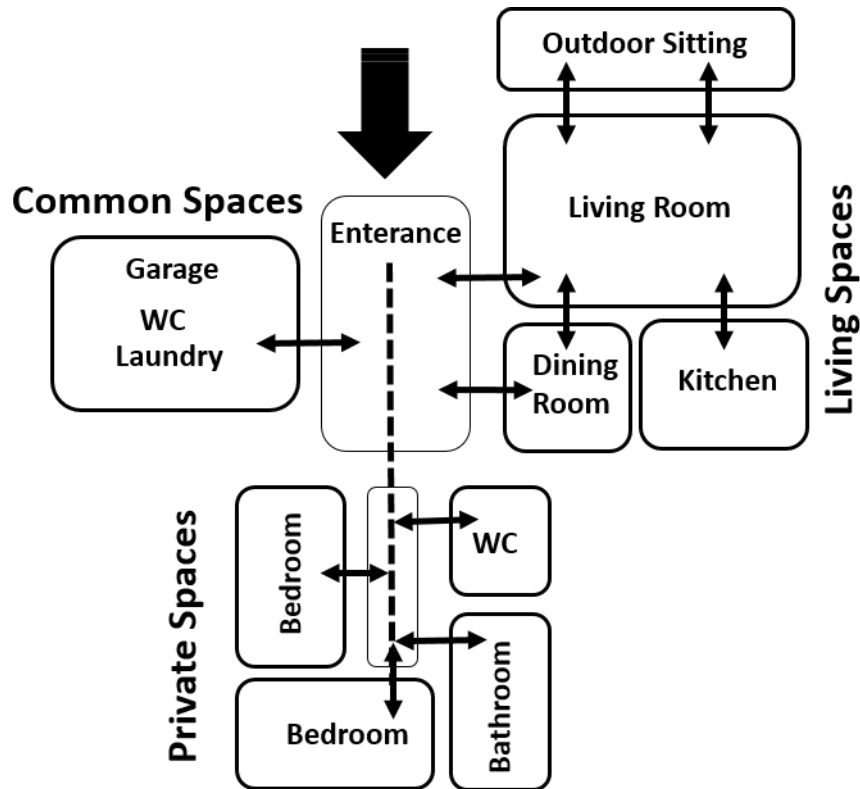 Outdoor Sitting
Common Spaces
Enterance
Living Room
Living Spaces
Garage
WC
Laundry
Dining
Room
Kitchen
Private Spaces
Bedroom
WC
Bedroom
Bathroom